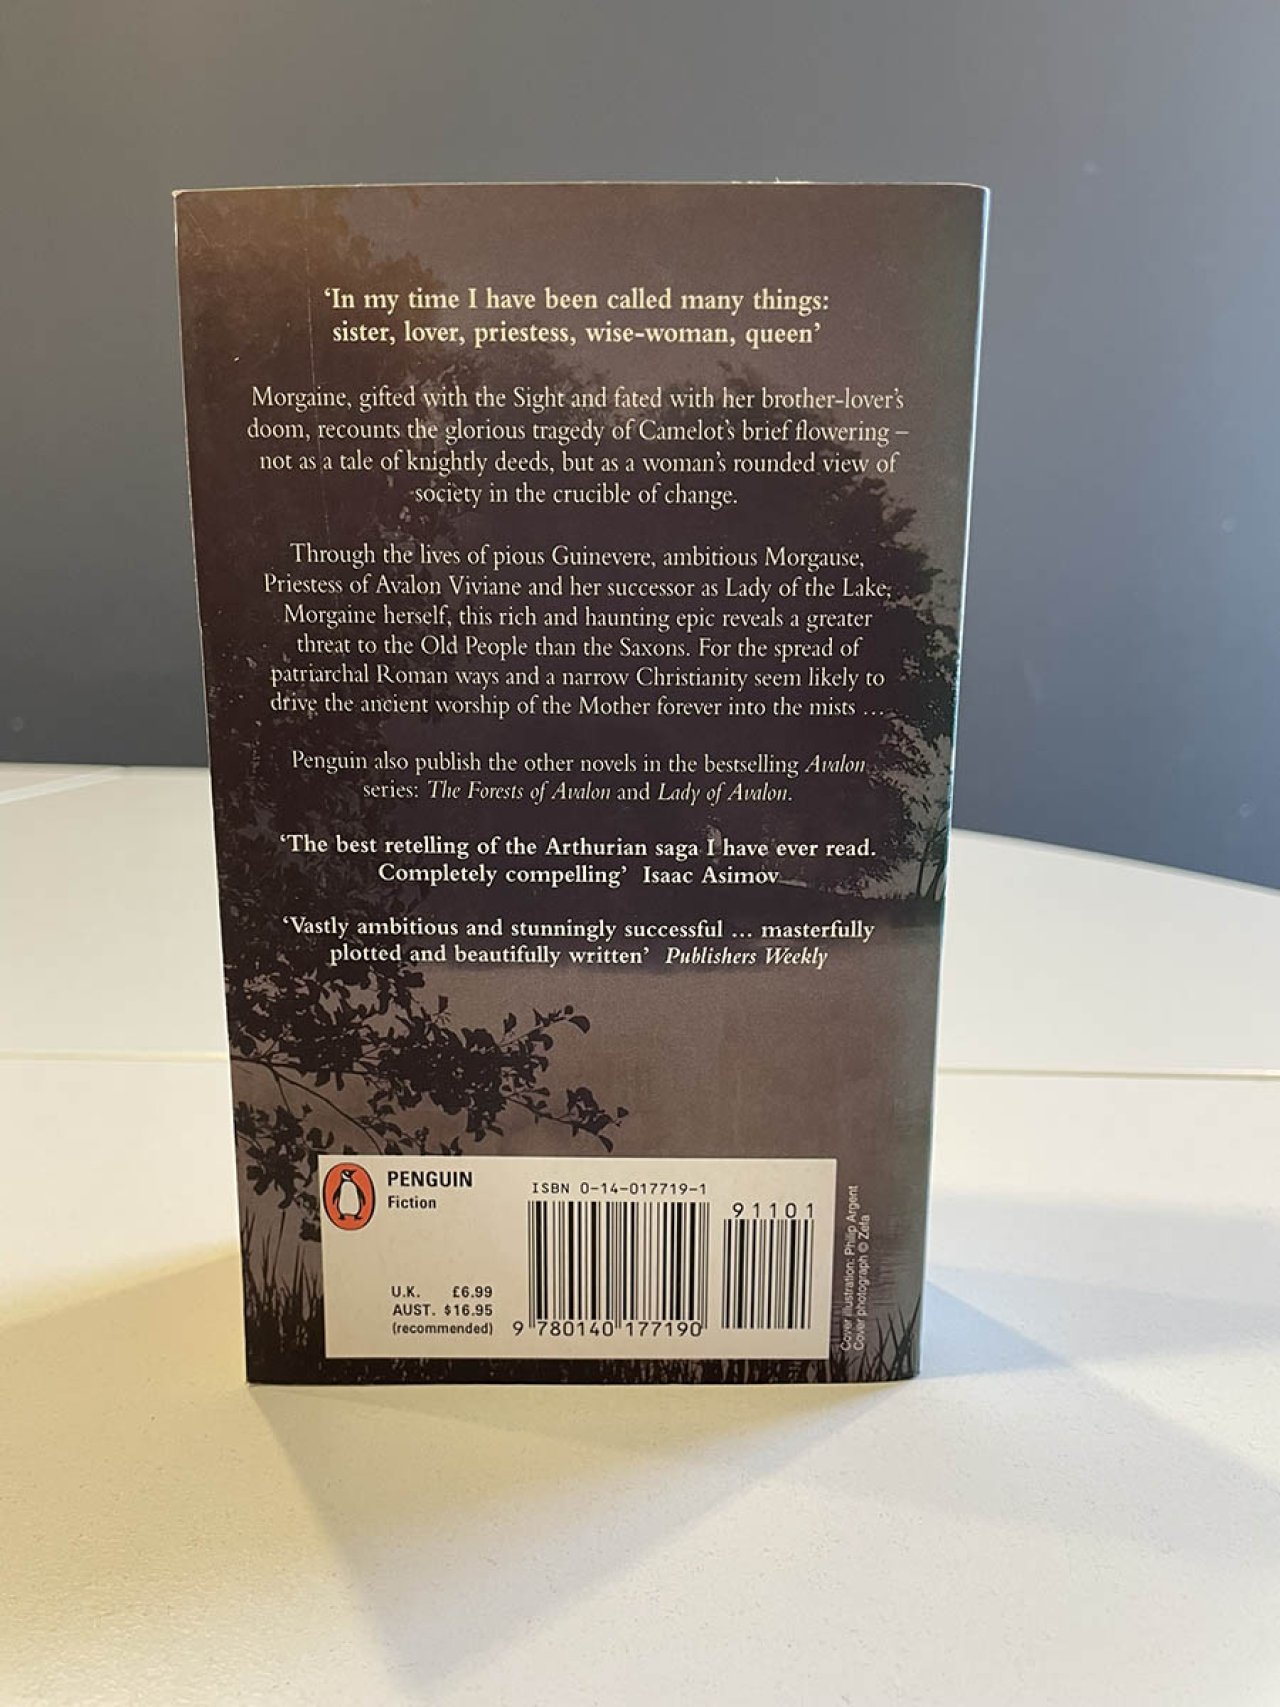 ‘In my time I have been called many things:
sister, lover, priestess, wise-woman, queen’
Morgaine, gifted with the Sight and fated with her brother-lover’s
doom, recounts the glorious tragedy of Camelot’s brief flowering –
not as a tale of knightly deeds, but as a woman’s rounded view of
society in the crucible of change.
Through the lives of pious Guinevere, ambitious Morgause,
Priestess of Avalon Viviane and her successor as Lady of the Lake,
Morgaine herself, this rich and haunting epic reveals a greater
threat to the Old People than the Saxons. For the spread of
patriarchal Roman ways and a narrow Christianity seem likely to
drive the ancient worship of the Mother forever into the mists …
Penguin also publish the other novels in the bestselling Avalon
series: The Forests of Avalon and Lady of Avalon.
‘The best retelling of the Arthurian saga I have ever read.
Completely compelling’ Isaac Asimov
‘Vastly ambitious and stunningly successful … masterfully
plotted and beautifully written’ Publishers Weekly
PENGUIN
Fiction
U.K. £6.99
AUST. $16.95
(recommended)
ISBN 0-14-017719-1
91101
9 780140 177190
Cover illustration: Philip Argent
Cover photograph © Zefa